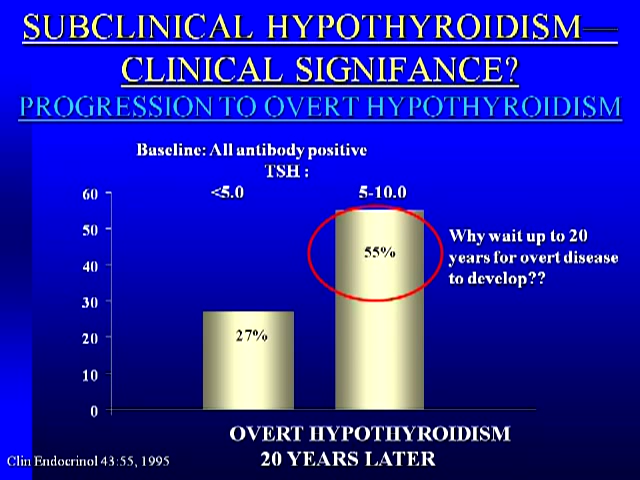 SUBCLINICAL HYPOTHYROIDISM—
CLINICAL SIGNIFANCE?
PROGRESSION TO OVERT HYPOTHYROIDISM
Baseline: All antibody positive
TSH :
<5.0 5-10.0
60
50
40
30
20
10
0
55%
27%
Why wait up to 20
years for overt disease
to develop??
OVERT HYPOTHYROIDISM
20 YEARS LATER
Clin Endocrinol 43:55, 1995